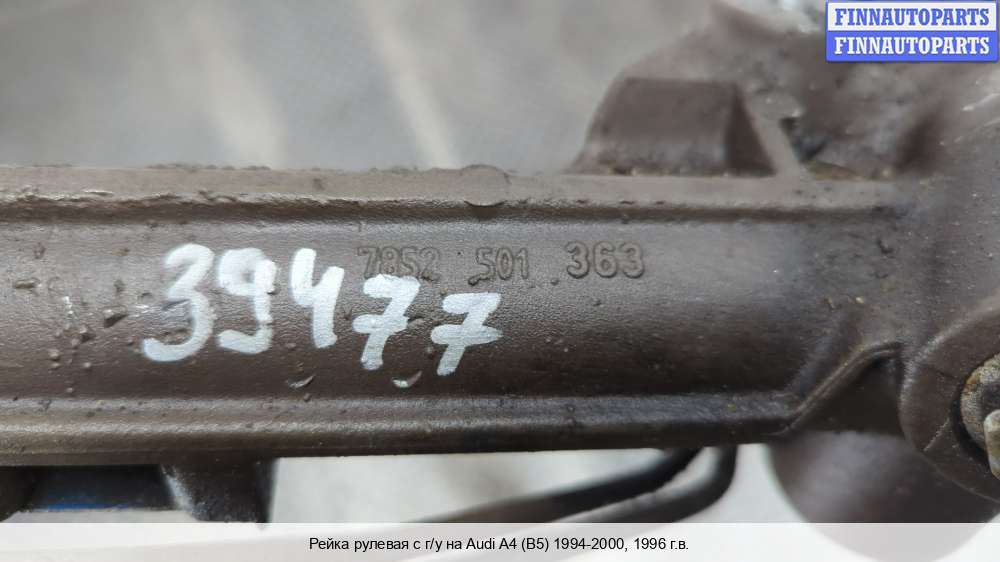 FINNAUTOPARTS
FINNAUTOPARTS
7852 501 363
39477
Рейка рулевая с г/у на Audi A4 (B5) 1994-2000, 1996 г.в.